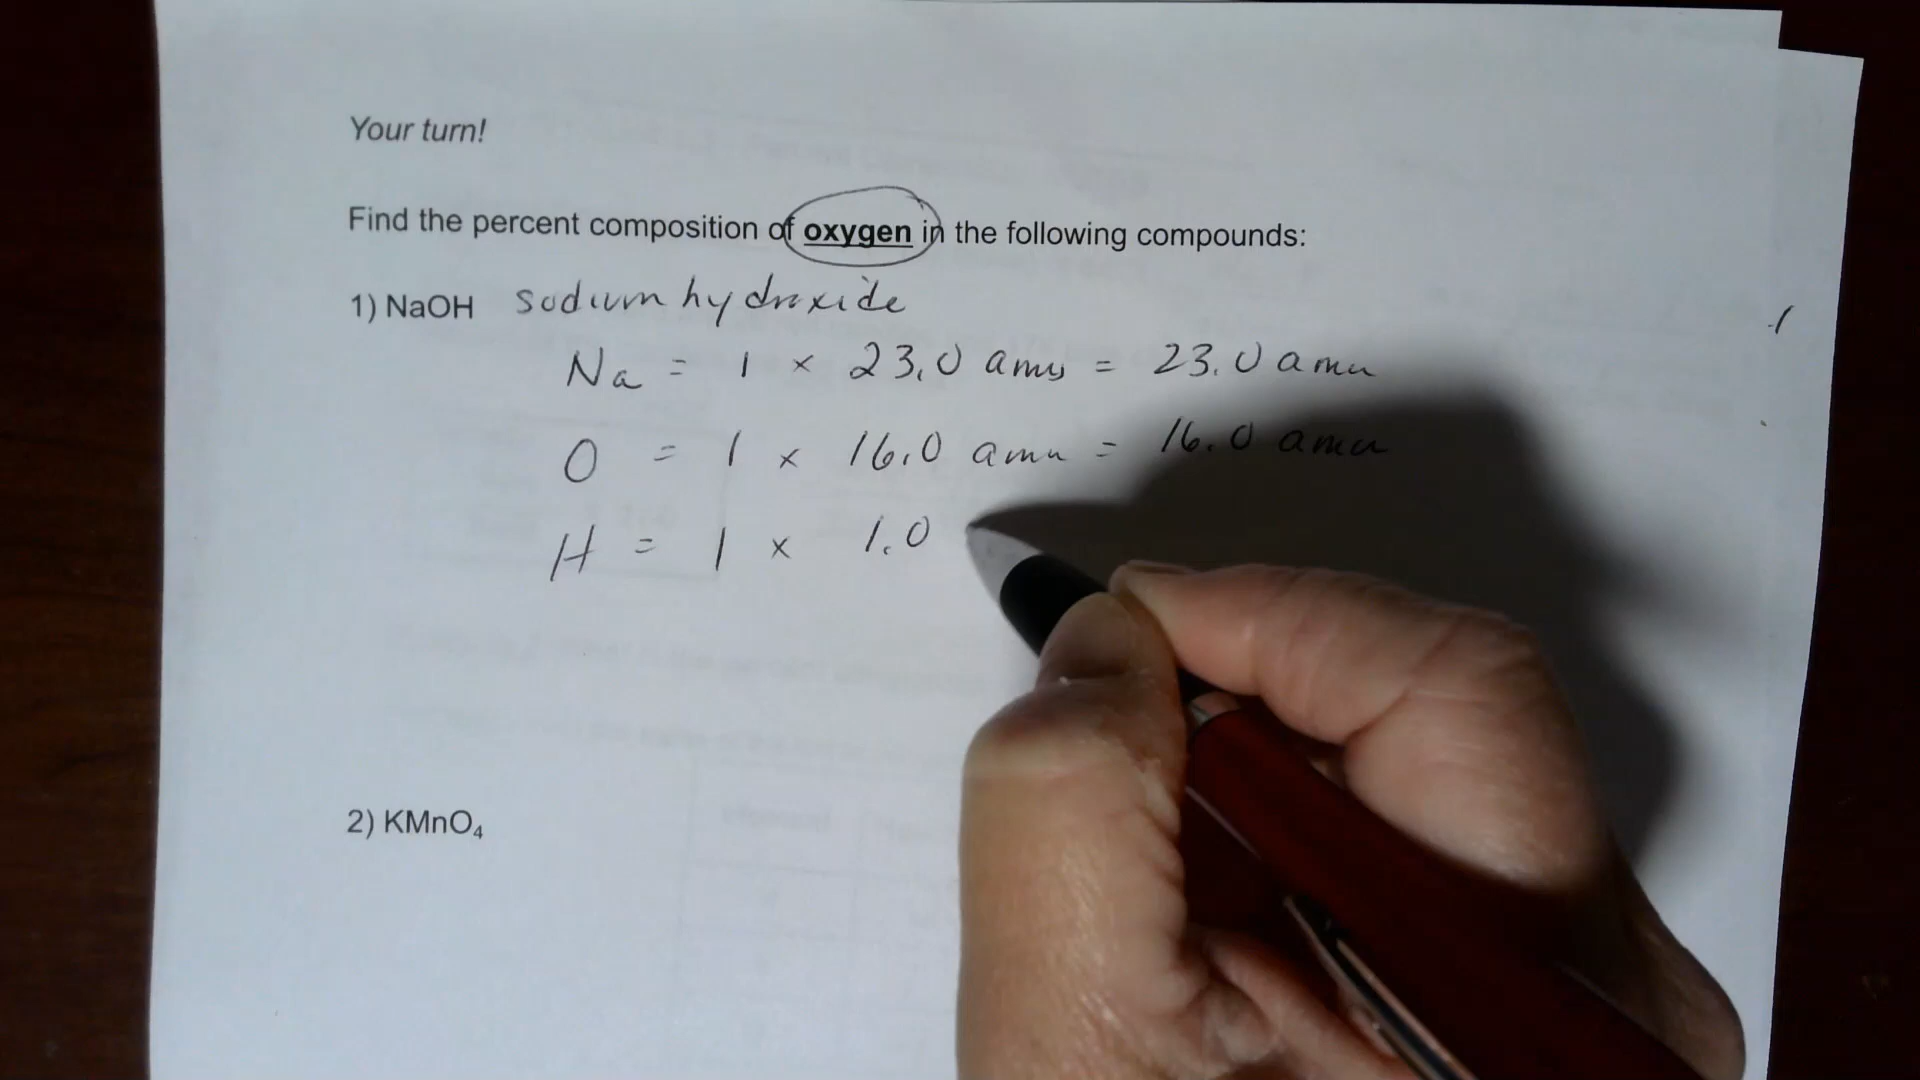 Your turn!
Find the percent composition of oxygen in the following compounds:
1) NaOH sodium hydroxide
Na = 1 × 23.0 amu = 23.0 amu
O = 1 × 16.0 amu = 16.0 amu
H = 1 × 1.0
2) KMnO₄